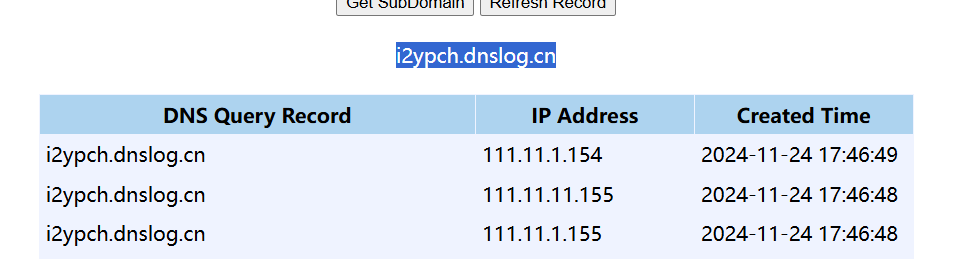 Get SubDomain Refresh Record
i2ypch.dnslog.cn
DNS Query Record IP Address Created Time
i2ypch.dnslog.cn 111.11.1.154 2024-11-24 17:46:49
i2ypch.dnslog.cn 111.11.11.155 2024-11-24 17:46:48
i2ypch.dnslog.cn 111.11.1.155 2024-11-24 17:46:48